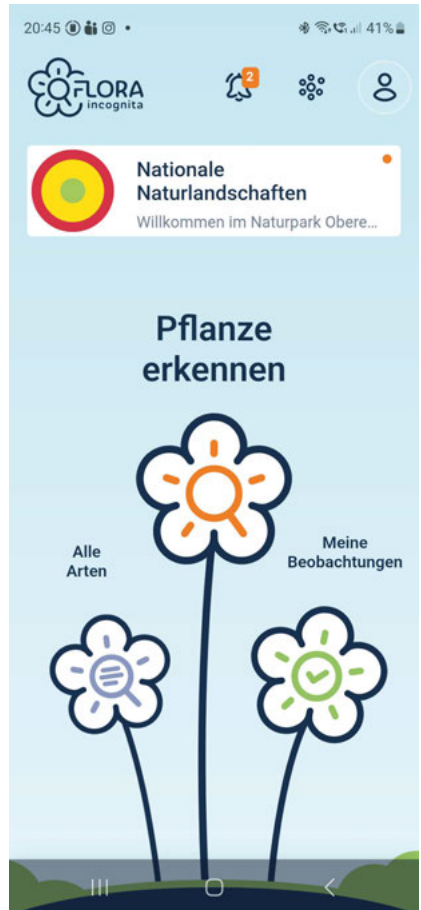 20:45
41%
FLORA
incognita
2
Nationale
Naturlandschaften
Willkommen im Naturpark Obere...
Pflanze
erkennen
Alle
Arten
Meine
Beobachtungen